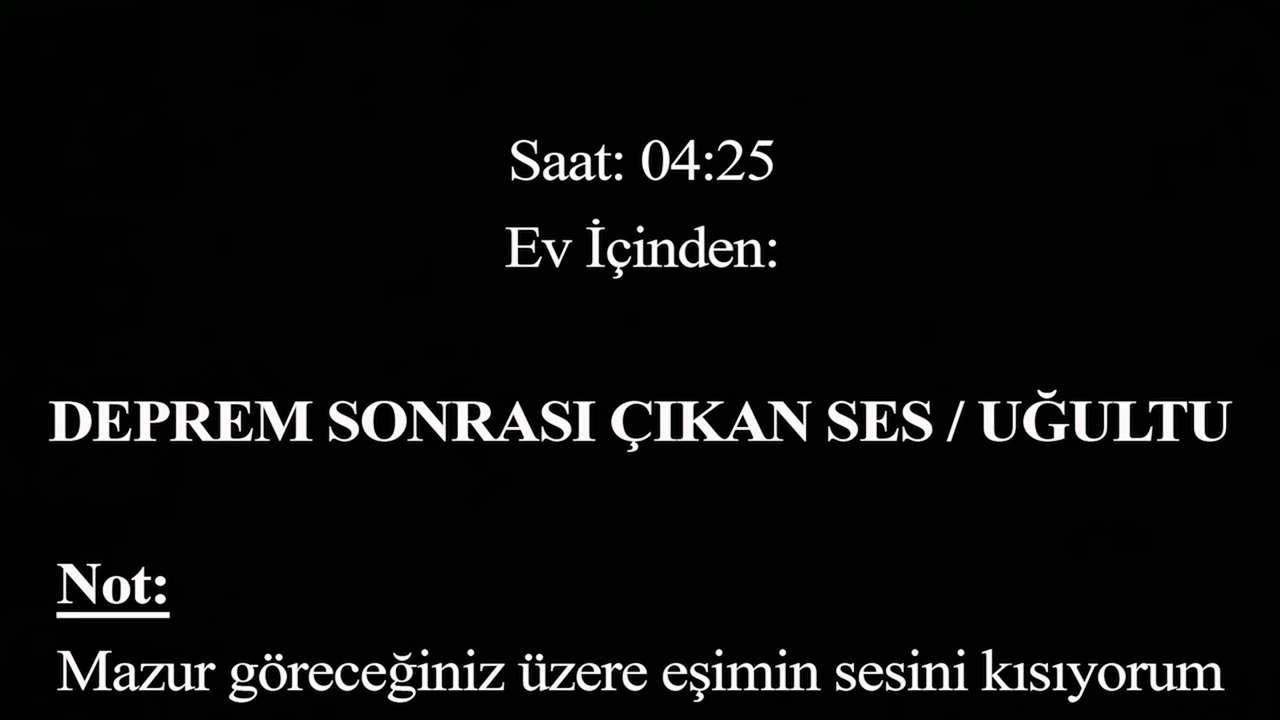 Saat: 04:25
Ev İçinden:
DEPREM SONRASI ÇIKAN SES / UĞULTU
Not:
Mazur göreceğiniz üzere eşimin sesini kısıyorum